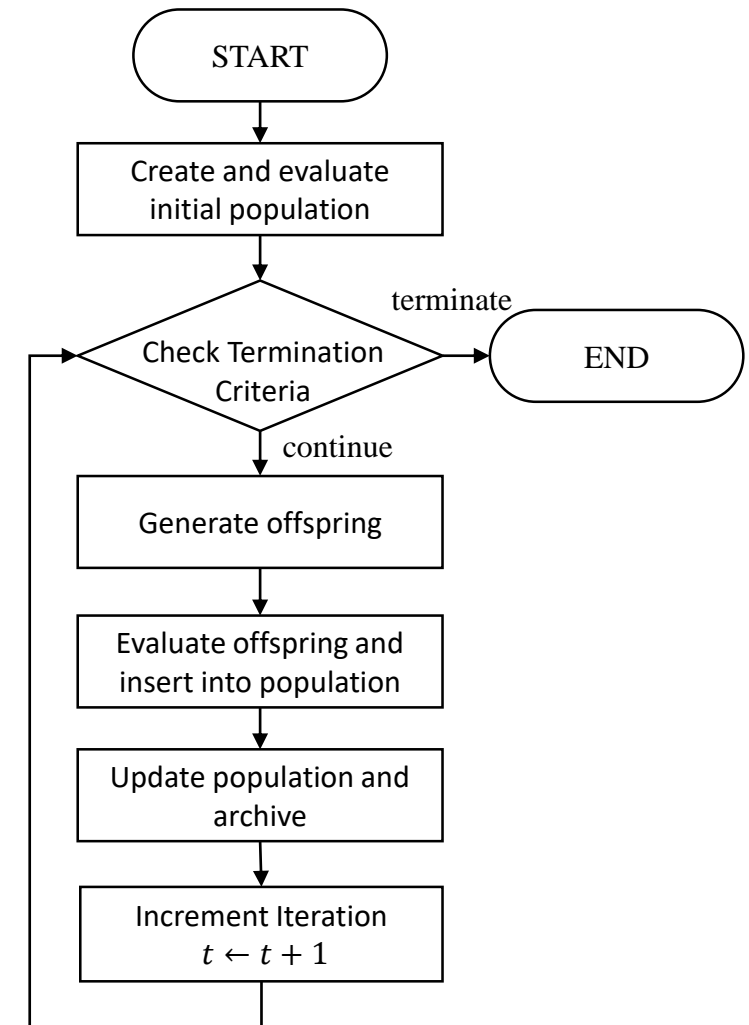 START
Create and evaluate
initial population
terminate
Check Termination
Criteria
END
continue
Generate offspring
Evaluate offspring and
insert into population
Update population and
archive
Increment Iteration
t ← t + 1